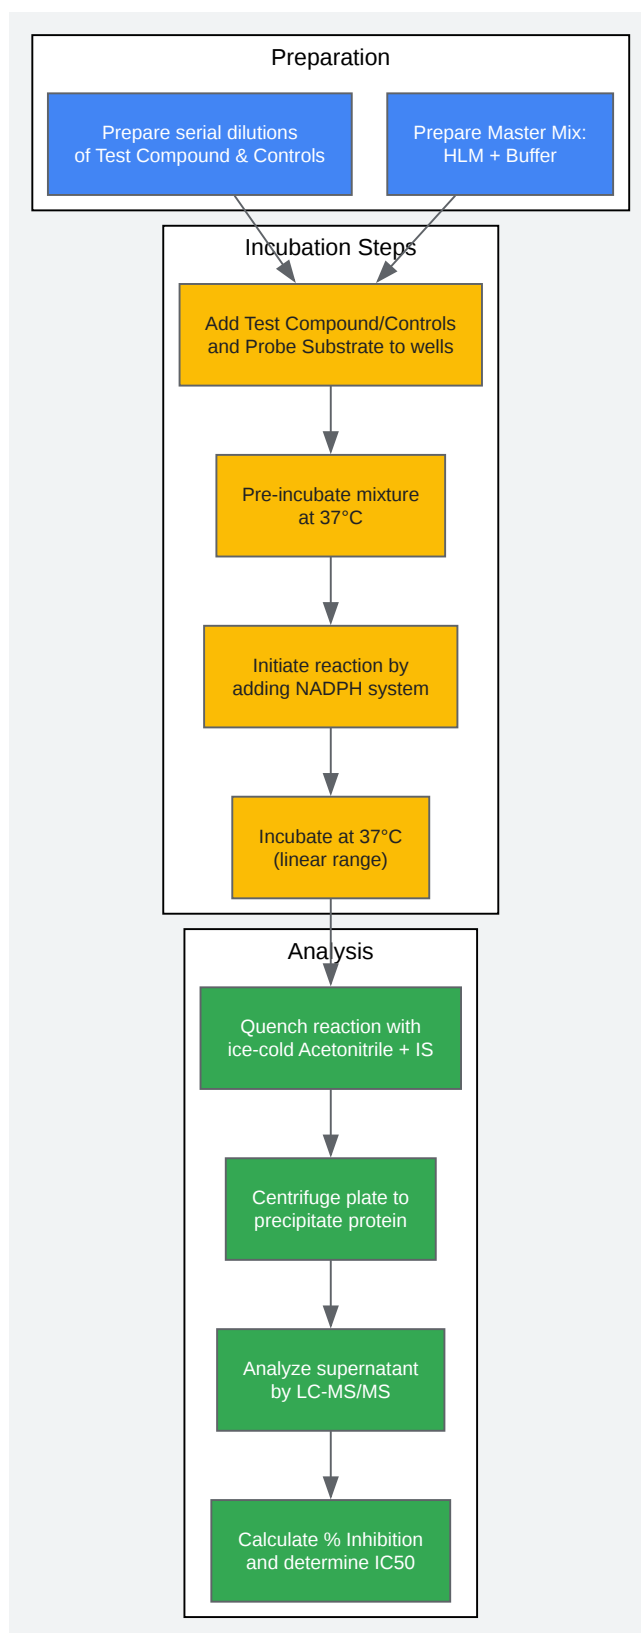 Preparation
Prepare serial dilutions
of Test Compound & Controls
Prepare Master Mix:
HLM + Buffer
Incubation Steps
Add Test Compound/Controls
and Probe Substrate to wells
Pre-incubate mixture
at 37°C
Initiate reaction by
adding NADPH system
Incubate at 37°C
(linear range)
Analysis
Quench reaction with
ice-cold Acetonitrile + IS
Centrifuge plate to
precipitate protein
Analyze supernatant
by LC-MS/MS
Calculate % Inhibition
and determine IC50